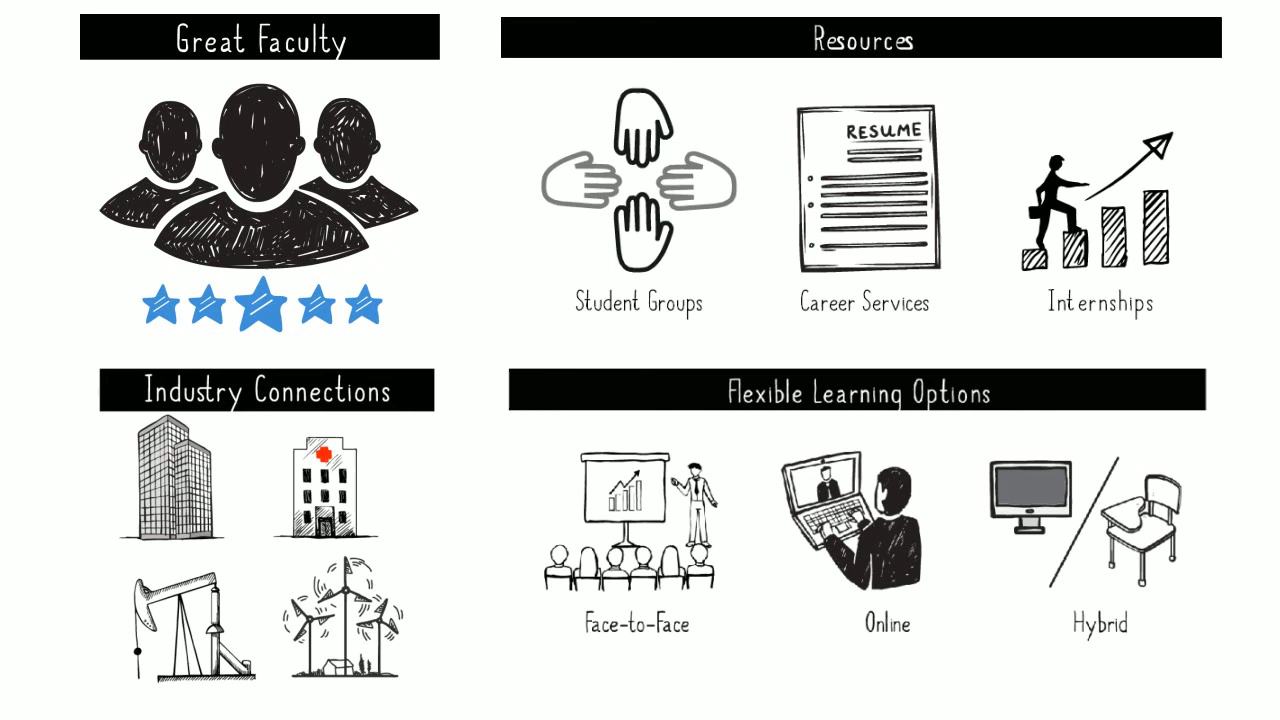 Great Faculty
Resources
RESUME
Student Groups
Career Services
Internships
Industry Connections
Flexible Learning Options
Face-to-Face
Online
Hybrid